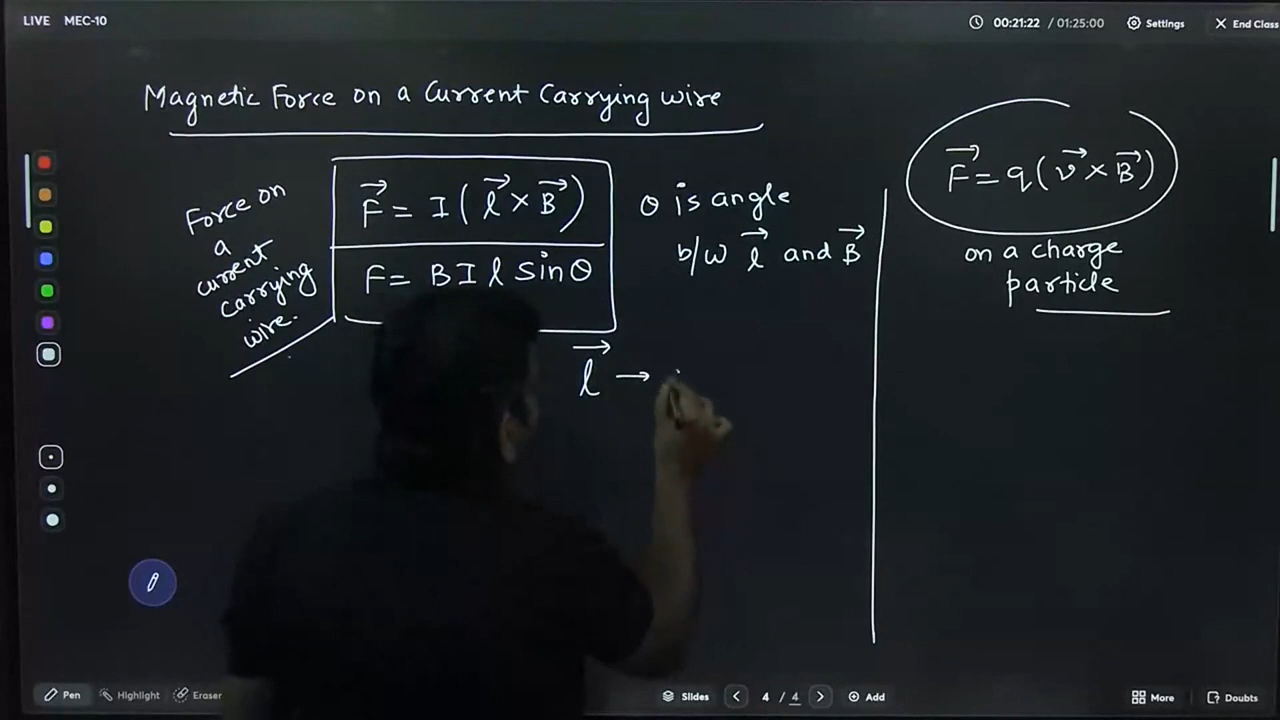 LIVE MEC-10
00:21:22 / 01:25:00 Settings End Class
Magnetic Force on a Current Carrying wire
Force on
a
current
carrying
wire.
F⃗ = I ( l⃗ × B⃗ )
F = B I l sin θ
θ is angle
b/w l⃗ and B⃗
l⃗ →
F⃗ = q ( v⃗ × B⃗ )
on a charge
particle
Pen Highlight Eraser Slides 4 / 4 Add More Doubts